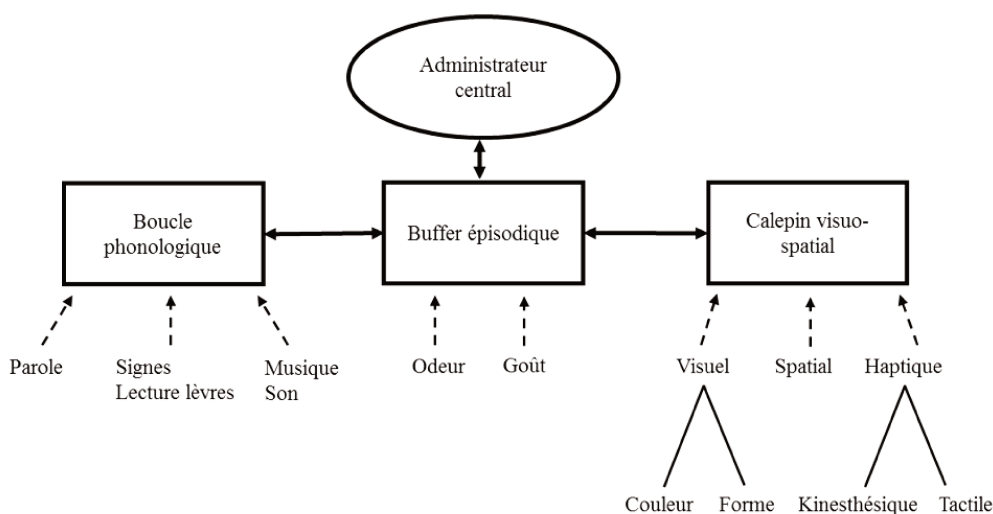 Administrateur
central
Boucle
phonologique
Buffer épisodique
Calepin visuo-
spatial
Parole
Signes
Lecture lèvres
Musique
Son
Odeur
Goût
Visuel
Spatial
Haptique
Couleur
Forme
Kinesthésique
Tactile